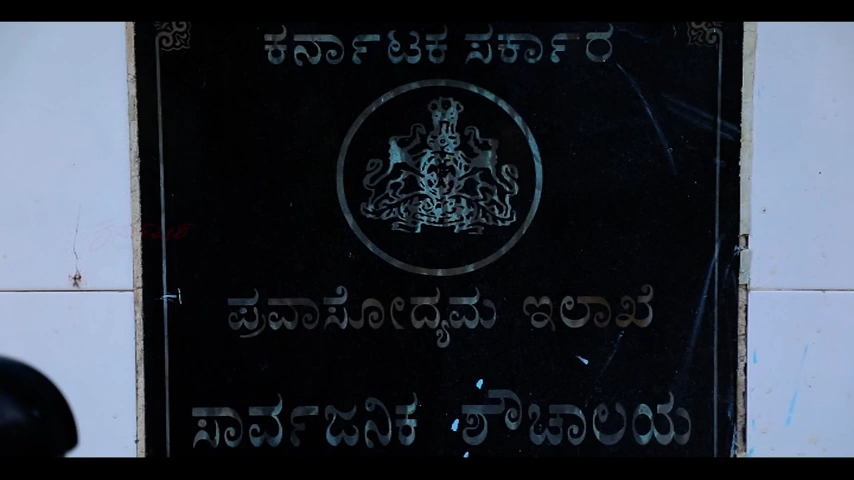 ಕರ್ನಾಟಕ ಸರ್ಕಾರ
ಪ್ರವಾಸೋದ್ಯಮ ಇಲಾಖೆ
ಸಾರ್ವಜನಿಕ ಶೌಚಾಲಯ